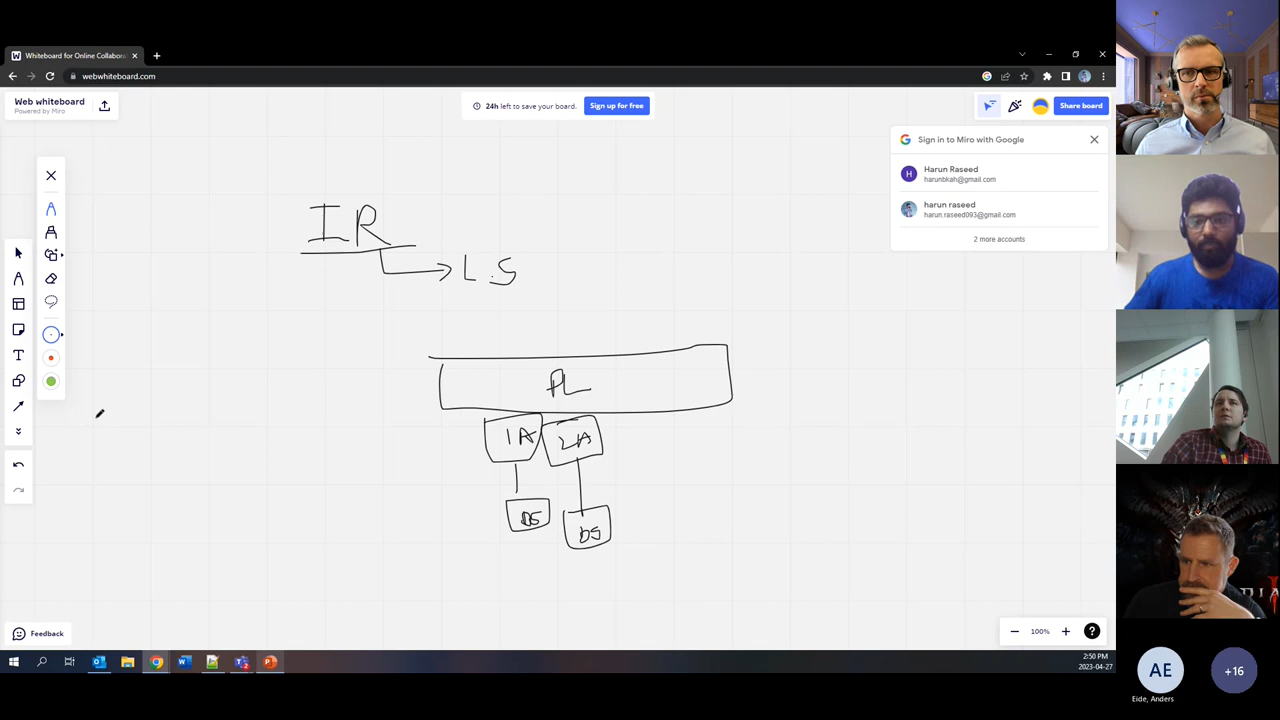 Whiteboard for Online Collabora
webwhiteboard.com
Web whiteboard
Powered by Miro
24h left to save your board.
Sign up for free
Share board
Sign in to Miro with Google
H
Harun Raseed
harunbkah@gmail.com
harun raseed
harun.raseed093@gmail.com
2 more accounts
IR
L.S
PL
1A
2A
DS
DS
Feedback
100%
2:50 PM
2023-04-27
AE
Eide, Anders
+16